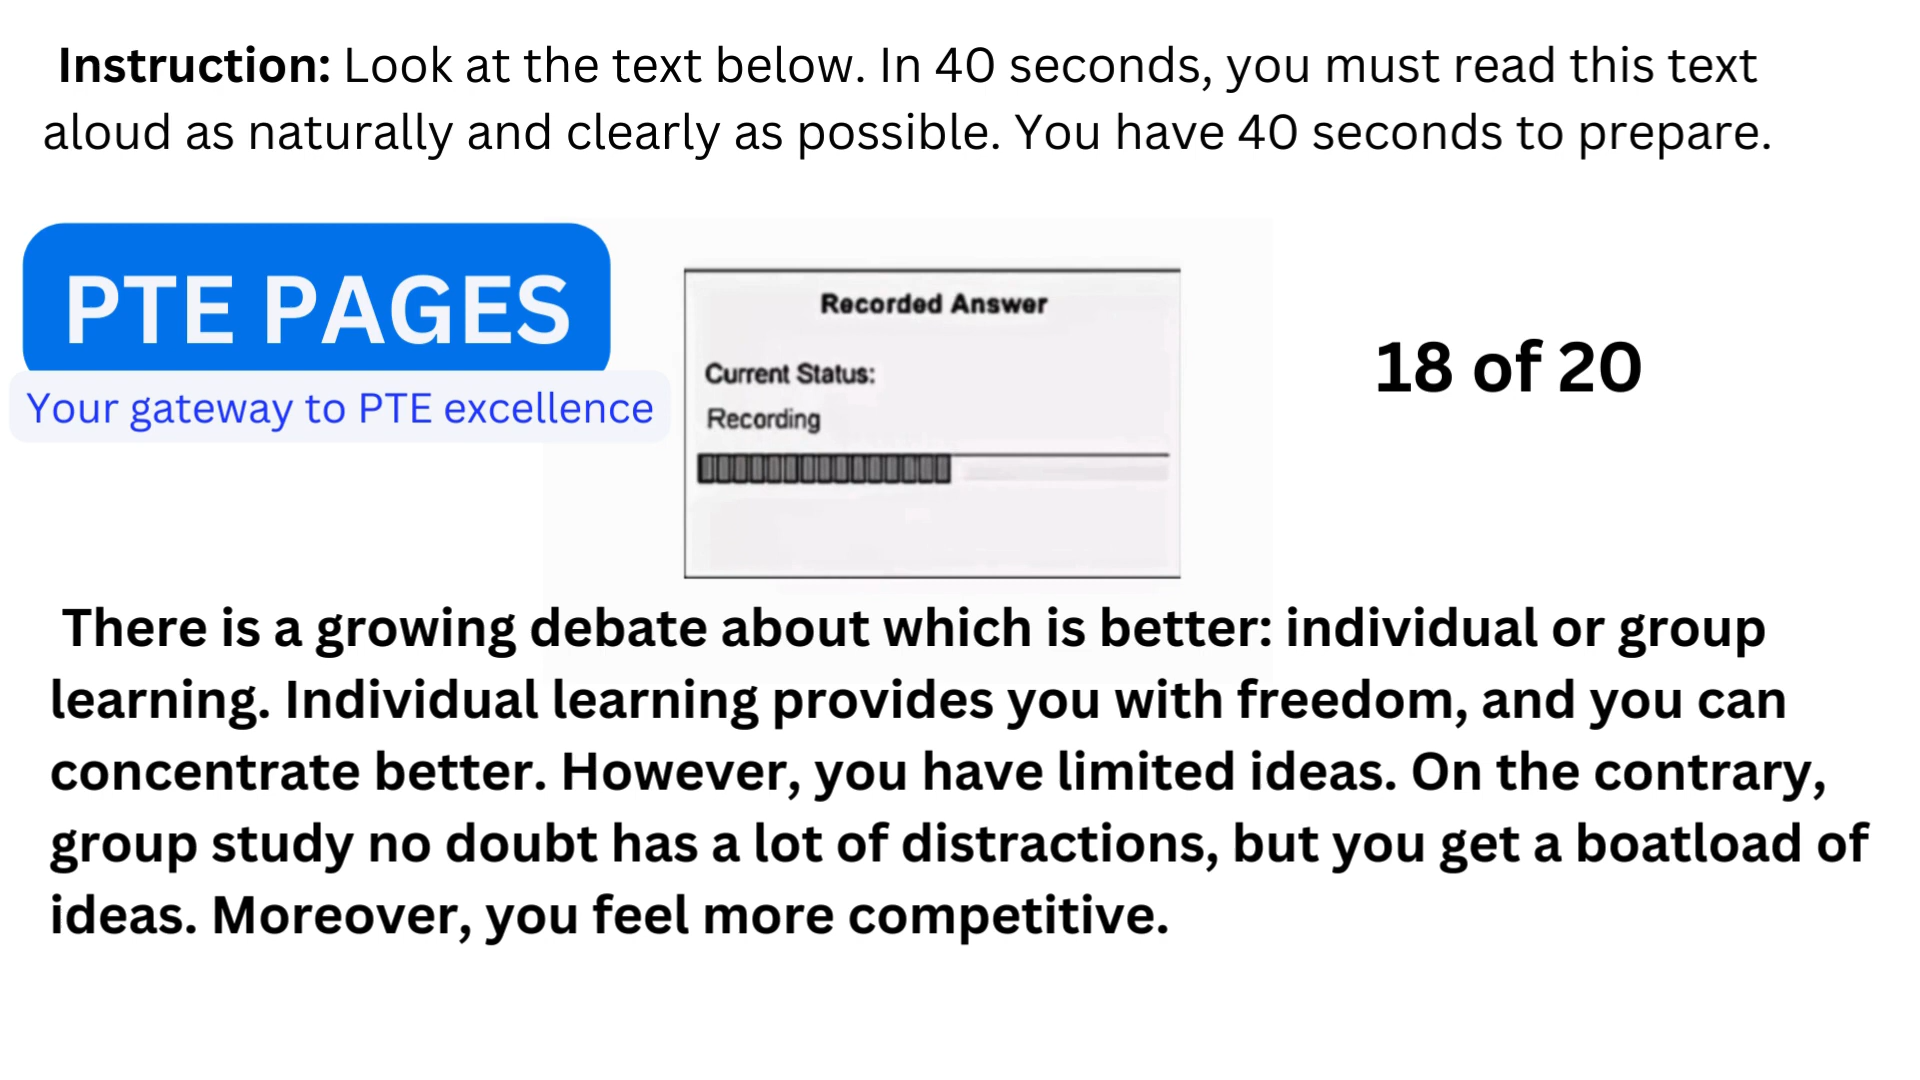 Instruction: Look at the text below. In 40 seconds, you must read this text
aloud as naturally and clearly as possible. You have 40 seconds to prepare.
PTE PAGES
Your gateway to PTE excellence
Recorded Answer
Current Status:
Recording
18 of 20
There is a growing debate about which is better: individual or group
learning. Individual learning provides you with freedom, and you can
concentrate better. However, you have limited ideas. On the contrary,
group study no doubt has a lot of distractions, but you get a boatload of
ideas. Moreover, you feel more competitive.